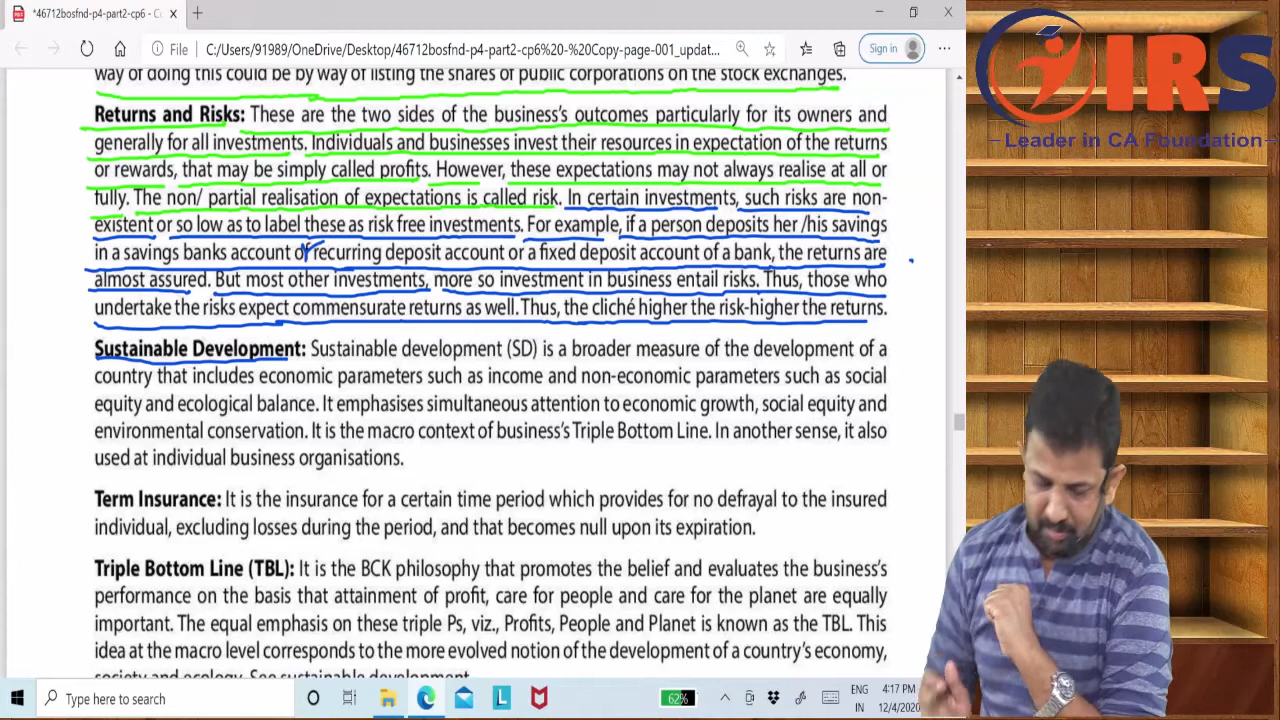 *46712bosfnd-p4-part2-cp6 - Co
File
C:/Users/91989/OneDrive/Desktop/46712bosfnd-p4-part2-cp6%20-%20Copy-page-001_updat...
Sign in
way of doing this could be by way of listing the shares of public corporations on the stock exchanges.
Returns and Risks: These are the two sides of the business's outcomes particularly for its owners and
generally for all investments. Individuals and businesses invest their resources in expectation of the returns
or rewards, that may be simply called profits. However, these expectations may not always realise at all or
fully. The non/ partial realisation of expectations is called risk. In certain investments, such risks are non-
existent or so low as to label these as risk free investments. For example, if a person deposits her /his savings
in a savings banks account of recurring deposit account or a fixed deposit account of a bank, the returns are
almost assured. But most other investments, more so investment in business entail risks. Thus, those who
undertake the risks expect commensurate returns as well. Thus, the cliché higher the risk-higher the returns.
Sustainable Development: Sustainable development (SD) is a broader measure of the development of a
country that includes economic parameters such as income and non-economic parameters such as social
equity and ecological balance. It emphasises simultaneous attention to economic growth, social equity and
environmental conservation. It is the macro context of business's Triple Bottom Line. In another sense, it also
used at individual business organisations.
Term Insurance: It is the insurance for a certain time period which provides for no defrayal to the insured
individual, excluding losses during the period, and that becomes null upon its expiration.
Triple Bottom Line (TBL): It is the BCK philosophy that promotes the belief and evaluates the business's
performance on the basis that attainment of profit, care for people and care for the planet are equally
important. The equal emphasis on these triple Ps, viz., Profits, People and Planet is known as the TBL. This
idea at the macro level corresponds to the more evolved notion of the development of a country's economy,
society and ecology. See sustainable development.
IRS
Leader in CA Foundation
Type here to search
62%
ENG
IN
4:17 PM
12/4/2020